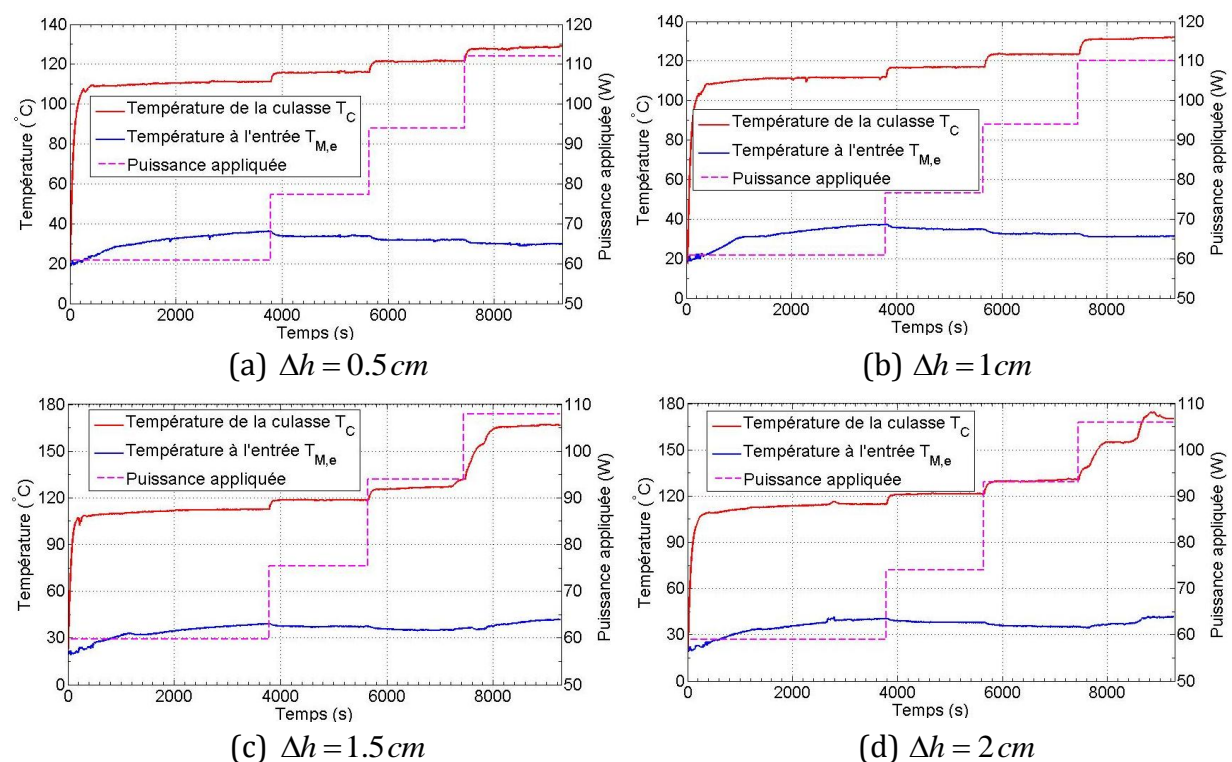 140
120
100
80
60
40
20
0
Température (°C)
120
110
100
90
80
70
60
50
Puissance appliquée (W)
Température de la culasse T_C
Température à l'entrée T_M,e
Puissance appliquée
0 2000 4000 6000 8000
Temps (s)
(a) Δh = 0.5 cm
140
120
100
80
60
40
20
0
Température (°C)
120
110
100
90
80
70
60
50
Puissance appliquée (W)
Température de la culasse T_C
Température à l'entrée T_M,e
Puissance appliquée
0 2000 4000 6000 8000
Temps (s)
(b) Δh = 1 cm
180
150
120
90
60
30
0
Température (°C)
110
100
90
80
70
60
50
Puissance appliquée (W)
Température de la culasse T_C
Température à l'entrée T_M,e
Puissance appliquée
0 2000 4000 6000 8000
Temps (s)
(c) Δh = 1.5 cm
180
150
120
90
60
30
0
Température (°C)
110
100
90
80
70
60
50
Puissance appliquée (W)
Température de la culasse T_C
Température à l'entrée T_M,e
Puissance appliquée
0 2000 4000 6000 8000
Temps (s)
(d) Δh = 2 cm